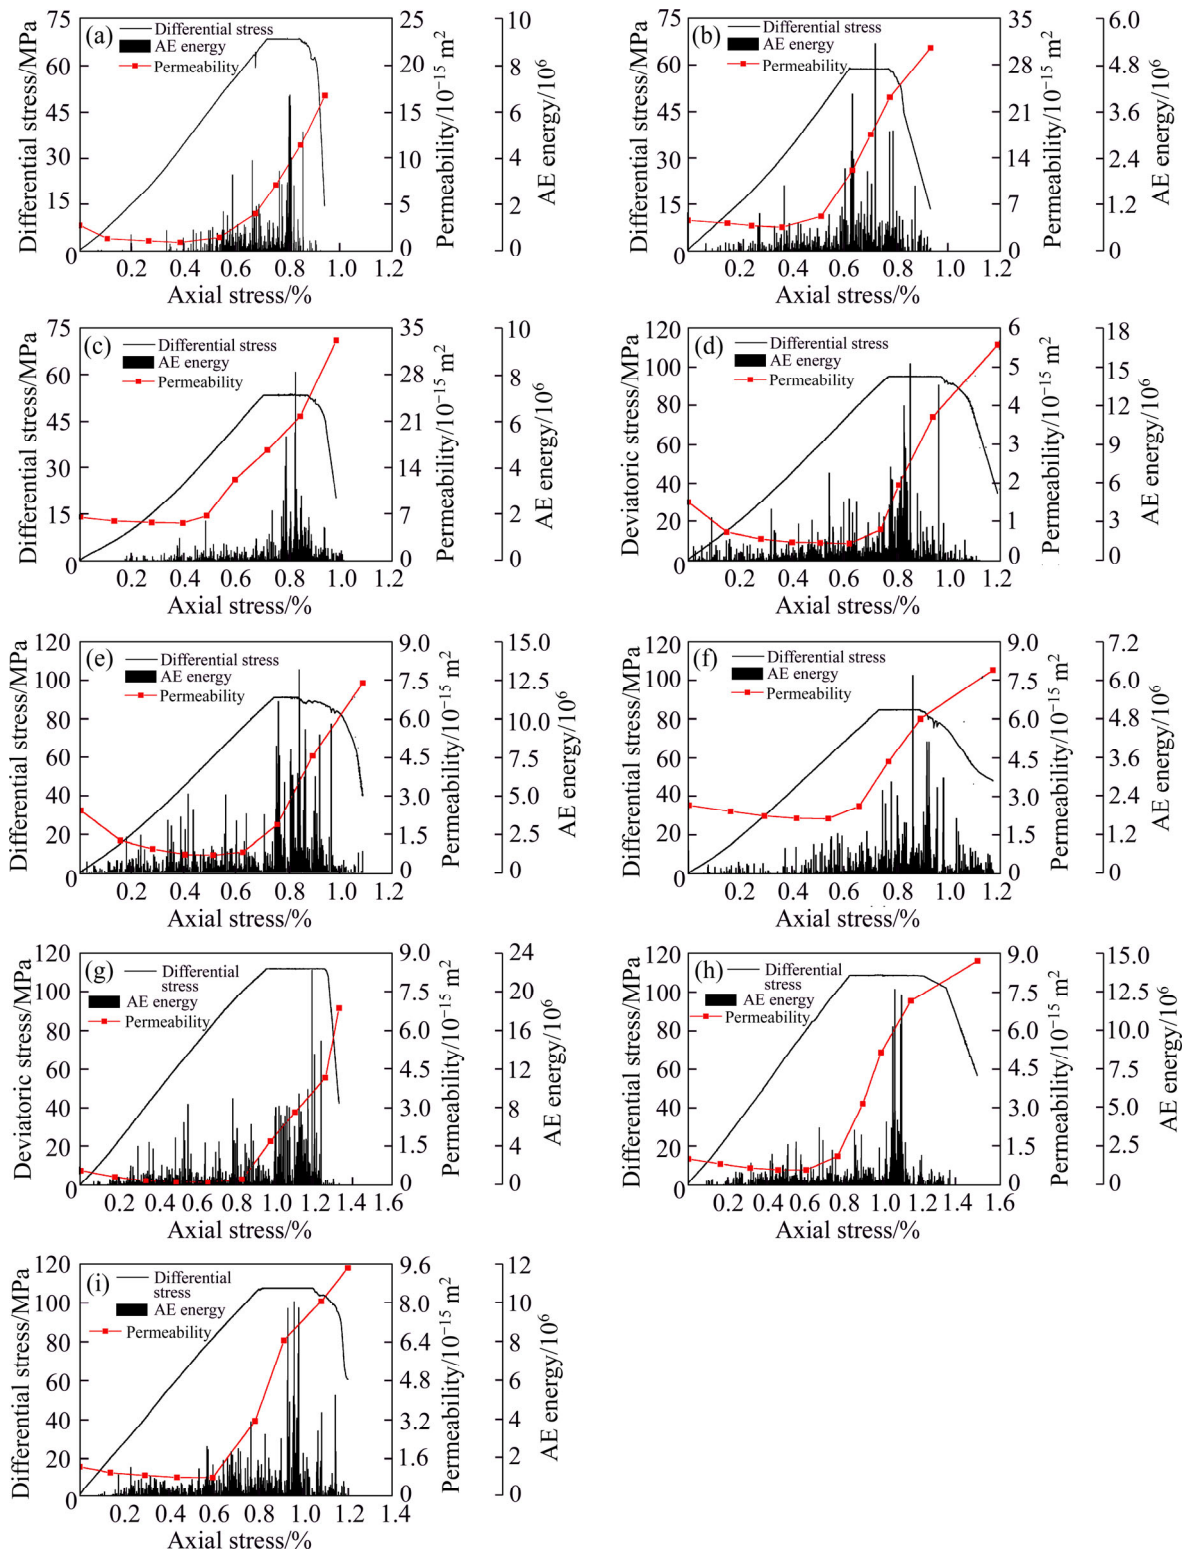 (a)
Differential stress
AE energy
Permeability
Differential stress/MPa
75
60
45
30
15
0
0.2 0.4 0.6 0.8 1.0 1.2
Axial stress/%
25
20
15
10
5
0
Permeability/10⁻¹⁵ m²
10
8
6
4
2
0
AE energy/10⁶
(b)
Differential stress
AE energy
Permeability
Differential stress/MPa
75
60
45
30
15
0
0.2 0.4 0.6 0.8 1.0 1.2
Axial stress/%
35
28
21
14
7
0
Permeability/10⁻¹⁵ m²
6.0
4.8
3.6
2.4
1.2
0
AE energy/10⁶
(c)
Differential stress
AE energy
Permeability
Differential stress/MPa
75
60
45
30
15
0
0.2 0.4 0.6 0.8 1.0 1.2
Axial stress/%
35
28
21
14
7
0
Permeability/10⁻¹⁵ m²
10
8
6
4
2
0
AE energy/10⁶
(d)
Differential stress
AE energy
Permeability
Deviatoric stress/MPa
120
100
80
60
40
20
0
0.2 0.4 0.6 0.8 1.0 1.2
Axial stress/%
6
5
4
3
2
1
0
Permeability/10⁻¹⁵ m²
18
15
12
9
6
3
0
AE energy/10⁶
(e)
Differential stress
AE energy
Permeability
Differential stress/MPa
120
100
80
60
40
20
0
0.2 0.4 0.6 0.8 1.0 1.2
Axial stress/%
9.0
7.5
6.0
4.5
3.0
1.5
0
Permeability/10⁻¹⁵ m²
15.0
12.5
10.0
7.5
5.0
2.5
0
AE energy/10⁶
(f)
Differential stress
AE energy
Permeability
Differential stress/MPa
120
100
80
60
40
20
0
0.2 0.4 0.6 0.8 1.0 1.2
Axial stress/%
9.0
7.5
6.0
4.5
3.0
1.5
0
Permeability/10⁻¹⁵ m²
7.2
6.0
4.8
3.6
2.4
1.2
0
AE energy/10⁶
(g)
Differential
stress
AE energy
Permeability
Deviatoric stress/MPa
120
100
80
60
40
20
0
0.2 0.4 0.6 0.8 1.0 1.2 1.4 1.6
Axial stress/%
9.0
7.5
6.0
4.5
3.0
1.5
0
Permeability/10⁻¹⁵ m²
24
20
16
12
8
4
0
AE energy/10⁶
(h)
Differential
stress
AE energy
Permeability
Differential stress/MPa
120
100
80
60
40
20
0
0.2 0.4 0.6 0.8 1.0 1.2 1.4 1.6
Axial stress/%
9.0
7.5
6.0
4.5
3.0
1.5
0
Permeability/10⁻¹⁵ m²
15.0
12.5
10.0
7.5
5.0
2.5
0
AE energy/10⁶
(i)
Differential
stress
AE energy
Permeability
Differential stress/MPa
120
100
80
60
40
20
0
0.2 0.4 0.6 0.8 1.0 1.2 1.4
Axial stress/%
9.6
8.0
6.4
4.8
3.2
1.6
0
Permeability/10⁻¹⁵ m²
12
10
8
6
4
2
0
AE energy/10⁶